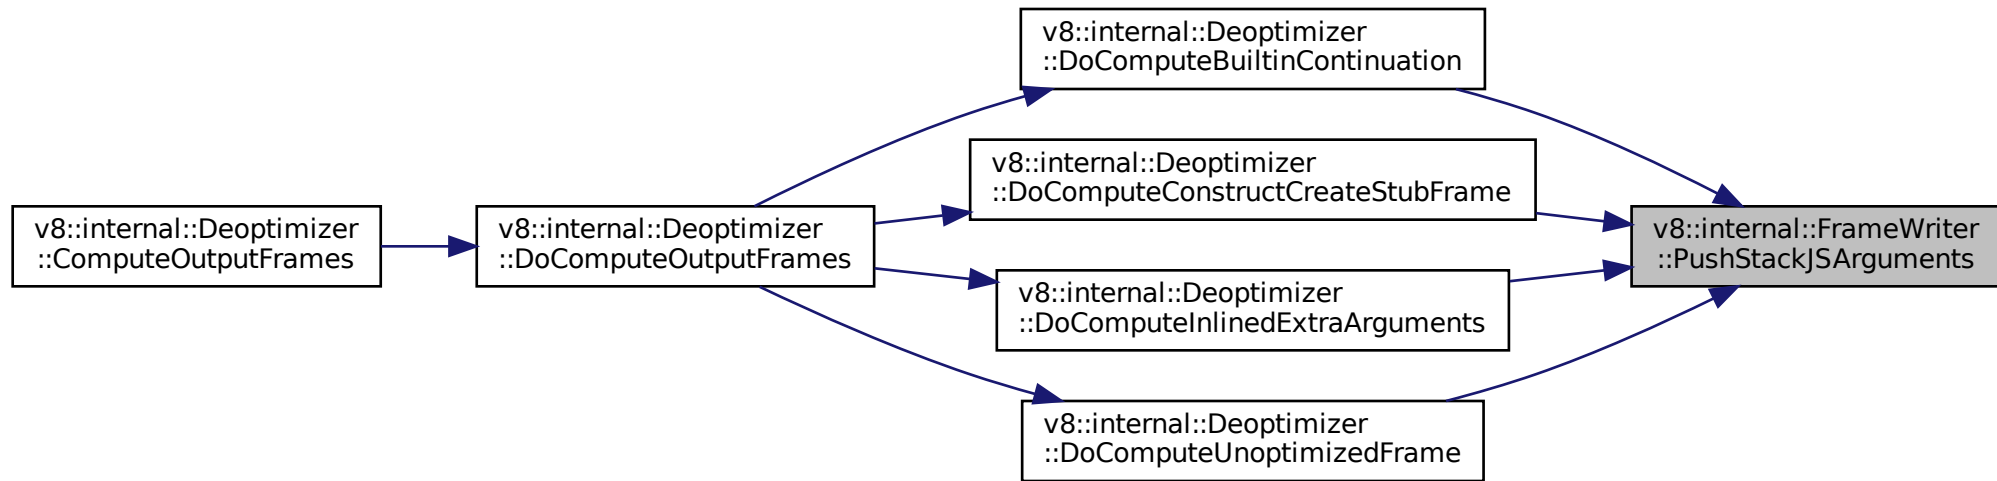 v8::internal::Deoptimizer
::ComputeOutputFrames
v8::internal::Deoptimizer
::DoComputeOutputFrames
v8::internal::Deoptimizer
::DoComputeBuiltinContinuation
v8::internal::Deoptimizer
::DoComputeConstructCreateStubFrame
v8::internal::Deoptimizer
::DoComputeInlinedExtraArguments
v8::internal::Deoptimizer
::DoComputeUnoptimizedFrame
v8::internal::FrameWriter
::PushStackJSArguments